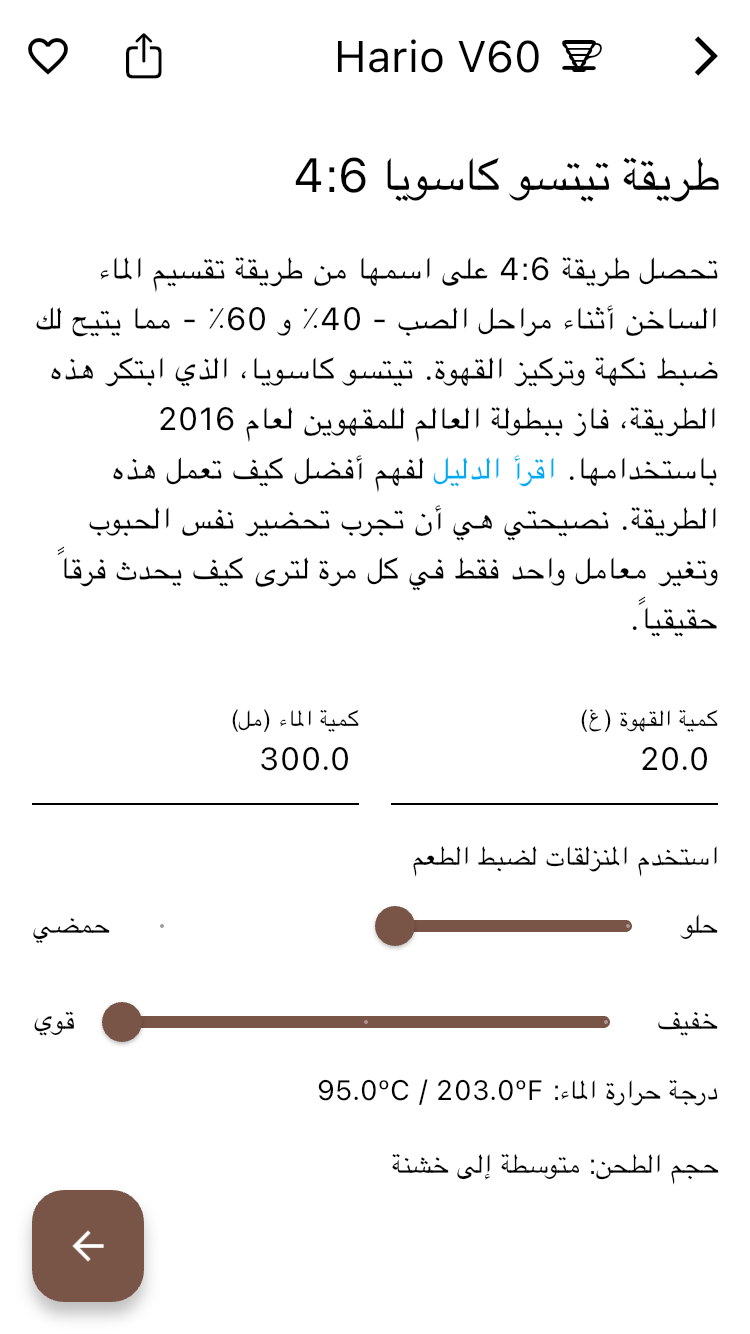 Hario V60
طريقة تيتسو كاسويا 4:6
تحصل طريقة 4:6 على اسمها من طريقة تقسيم الماء
الساخن أثناء مراحل الصب - 40٪ و 60٪ - مما يتيح لك
ضبط نكهة وتركيز القهوة. تيتسو كاسويا، الذي ابتكر هذه
الطريقة، فاز ببطولة العالم للمقهوين لعام 2016
باستخدامها. اقرأ الدليل لفهم أفضل كيف تعمل هذه
الطريقة. نصيحتي هي أن تجرب تحضير نفس الحبوب
وتغير معامل واحد فقط في كل مرة لترى كيف يحدث فرقاً
حقيقياً.
كمية القهوة (غ)
20.0
كمية الماء (مل)
300.0
استخدم المنزلقات لضبط الطعم
حلو
حمضي
خفيف
قوي
درجة حرارة الماء: 95.0°C / 203.0°F
حجم الطحن: متوسطة إلى خشنة